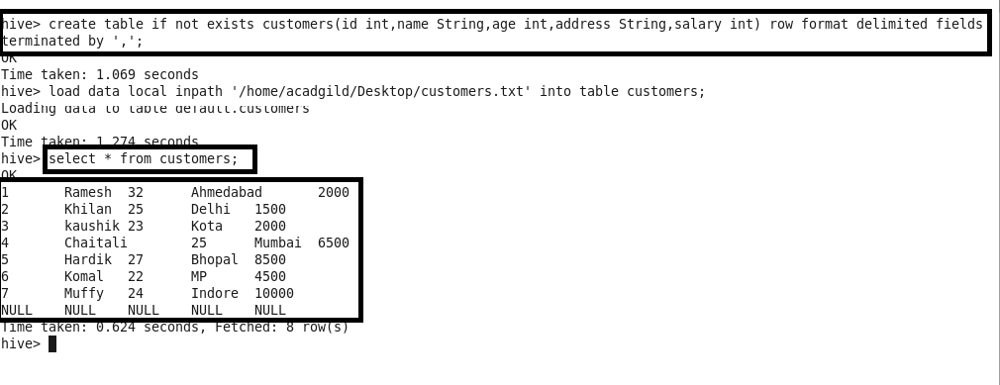 hive> create table if not exists customers(id int,name String,age int,address String,salary int) row format delimited fields
terminated by ',';
OK
Time taken: 1.069 seconds
hive> load data local inpath '/home/acadgild/Desktop/customers.txt' into table customers;
Loading data to table default.customers
OK
Time taken: 1.274 seconds
hive> select * from customers;
OK
1 Ramesh 32 Ahmedabad 2000
2 Khilan 25 Delhi 1500
3 kaushik 23 Kota 2000
4 Chaitali 25 Mumbai 6500
5 Hardik 27 Bhopal 8500
6 Komal 22 MP 4500
7 Muffy 24 Indore 10000
NULL NULL NULL NULL NULL
Time taken: 0.624 seconds, Fetched: 8 row(s)
hive>